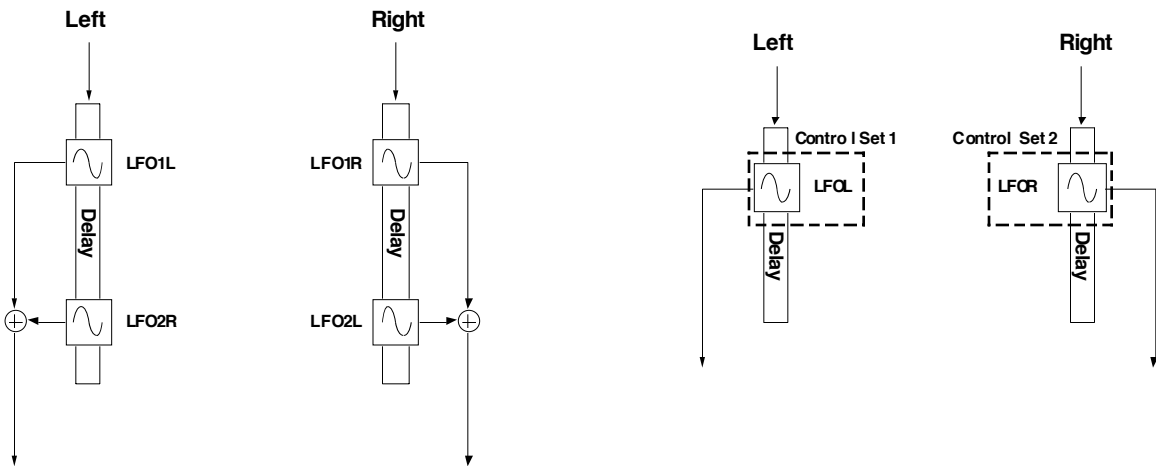 Left
Right
LFO1L
LFO1R
Delay
Delay
LFO2R
LFO2L
Left
Right
Control Set 1
Control Set 2
LFOL
LFOR
Delay
Delay